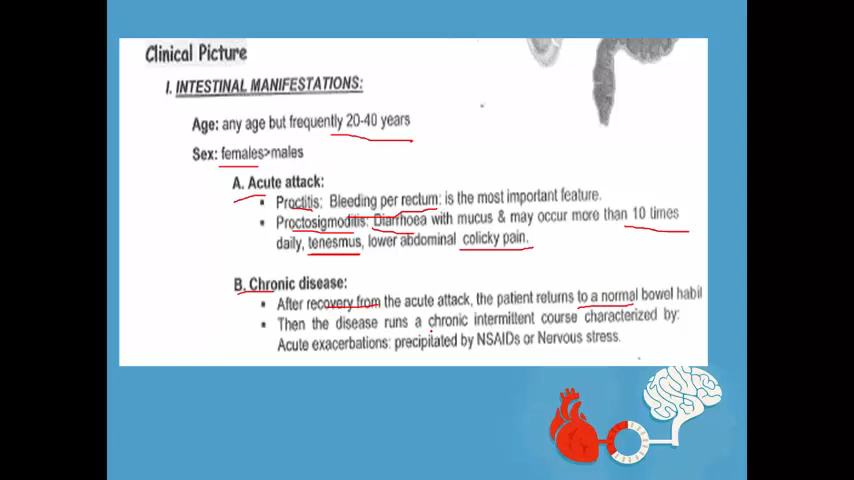 Clinical Picture
I. INTESTINAL MANIFESTATIONS:
Age: any age but frequently 20-40 years
Sex: females>males
A. Acute attack:
▪ Proctitis: Bleeding per rectum: is the most important feature.
▪ Proctosigmoditis: Diarrhoea with mucus & may occur more than 10 times
daily, tenesmus, lower abdominal colicky pain.
B. Chronic disease:
▪ After recovery from the acute attack, the patient returns to a normal bowel habil
▪ Then the disease runs a chronic intermittent course characterized by:
Acute exacerbations: precipitated by NSAIDs or Nervous stress.